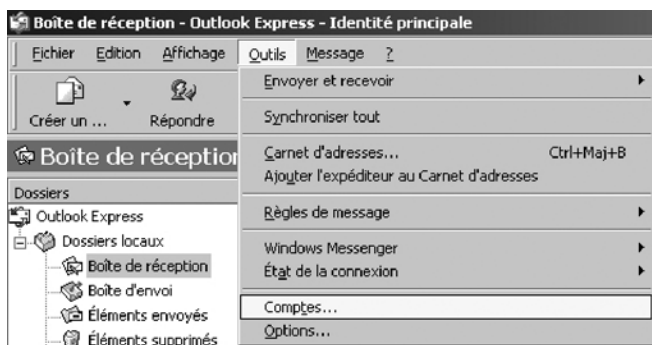 Boîte de réception - Outlook Express - Identité principale
Fichier Edition Affichage Outils Message ?
Créer un ... Répondre
Boîte de réception
Dossiers
Outlook Express
Dossiers locaux
Boîte de réception
Boîte d'envoi
Éléments envoyés
Éléments supprimés
Envoyer et recevoir
Synchroniser tout
Carnet d'adresses... Ctrl+Maj+B
Ajouter l'expéditeur au Carnet d'adresses
Règles de message
Windows Messenger
État de la connexion
Comptes...
Options...